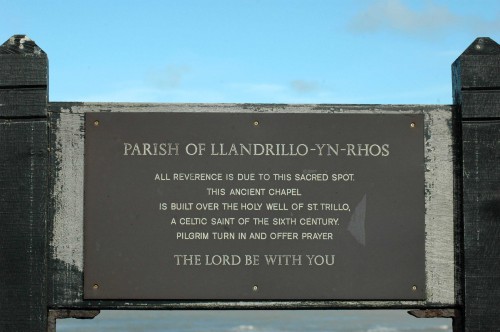 PARISH OF LLANDRILLO-YN-RHOS
ALL REVERENCE IS DUE TO THIS SACRED SPOT.
THIS ANCIENT CHAPEL
IS BUILT OVER THE HOLY WELL OF ST. TRILLO,
A CELTIC SAINT OF THE SIXTH CENTURY.
PILGRIM TURN IN AND OFFER PRAYER
THE LORD BE WITH YOU